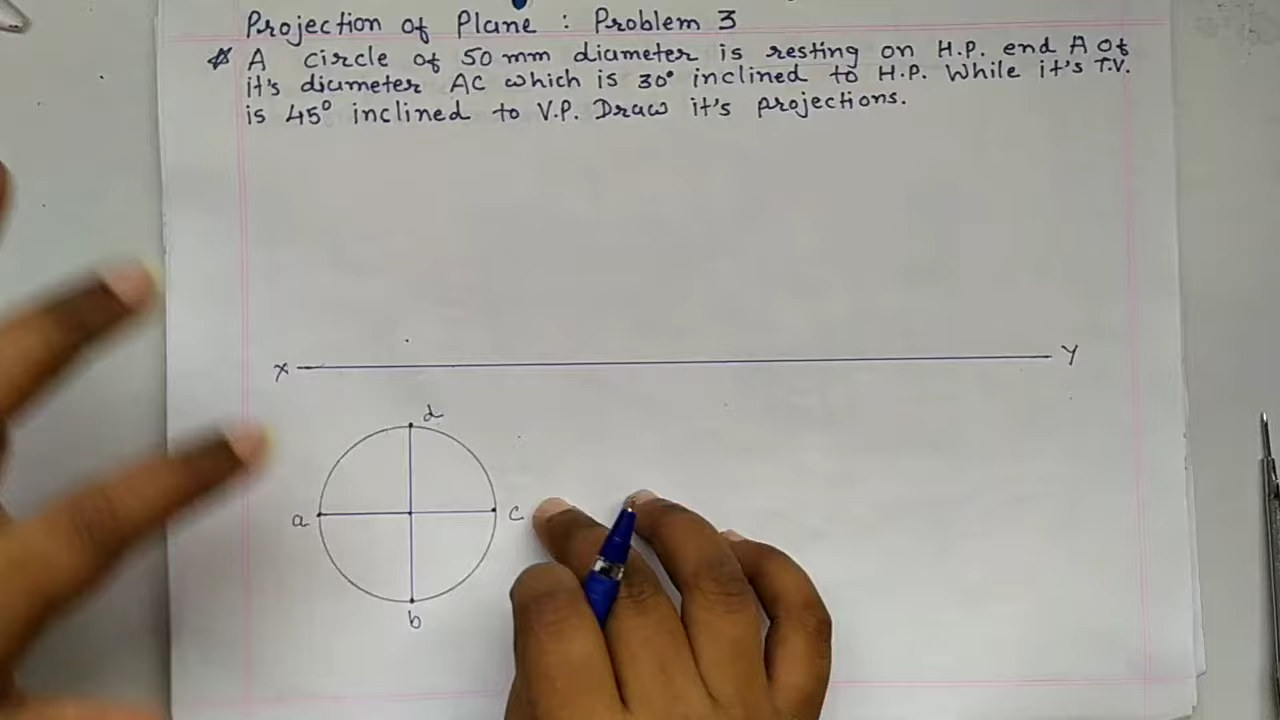 Projection of Plane : Problem 3
A circle of 50 mm diameter is resting on H.P. end A of
it's diameter AC which is 30° inclined to H.P. While it's T.V.
is 45° inclined to V.P. Draw it's projections.
X Y
d
a c
b